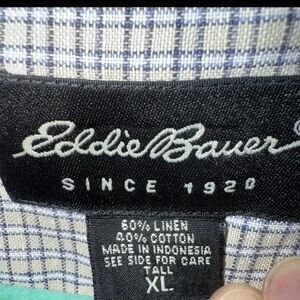 Eddie Bauer
SINCE 1920
60% LINEN
40% COTTON
MADE IN INDONESIA
SEE SIDE FOR CARE
TALL
XL